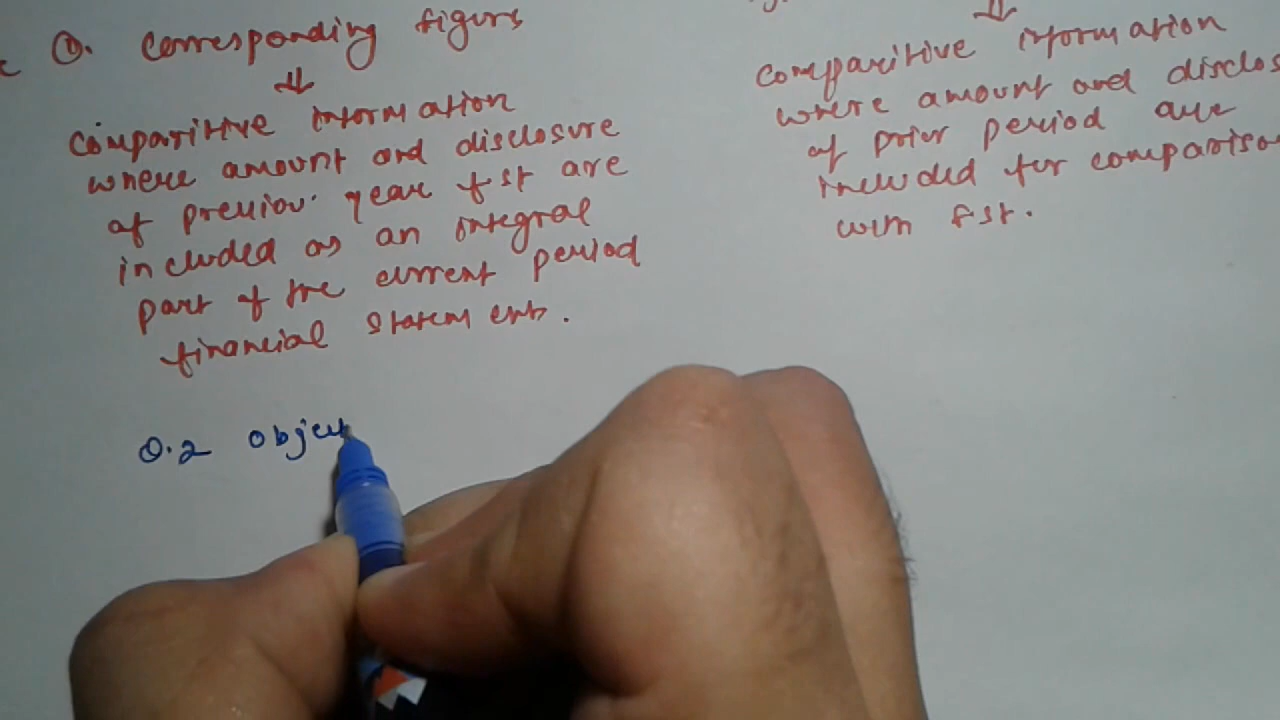 ①. Corresponding figure
⇓
comparitive information
where amount and disclosure
of previou. year fst are
included as an integral
part of the current period
financial statements.
⇓
comparitive information
where amount and disclos
of prior period are
included for compariso
with fst.
Q.2 Objec